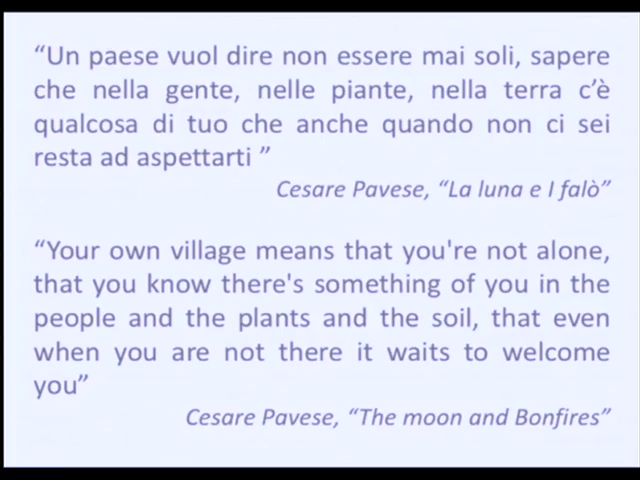 “Un paese vuol dire non essere mai soli, sapere
che nella gente, nelle piante, nella terra c’è
qualcosa di tuo che anche quando non ci sei
resta ad aspettarti ”
Cesare Pavese, “La luna e I falò”
“Your own village means that you're not alone,
that you know there's something of you in the
people and the plants and the soil, that even
when you are not there it waits to welcome
you”
Cesare Pavese, “The moon and Bonfires”